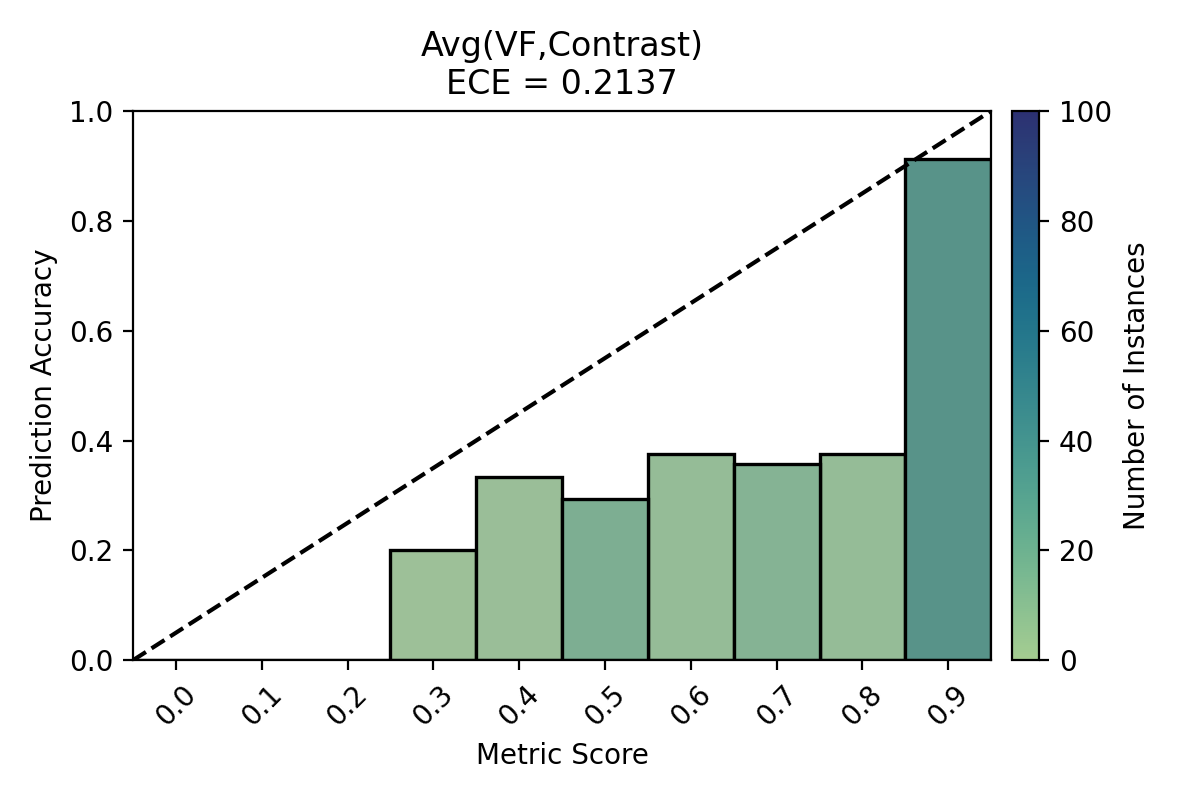 Avg(VF,Contrast)
ECE = 0.2137
Prediction Accuracy
1.0
0.8
0.6
0.4
0.2
0.0
0.0 0.1 0.2 0.3 0.4 0.5 0.6 0.7 0.8 0.9
Metric Score
100
80
60
40
20
0
Number of Instances